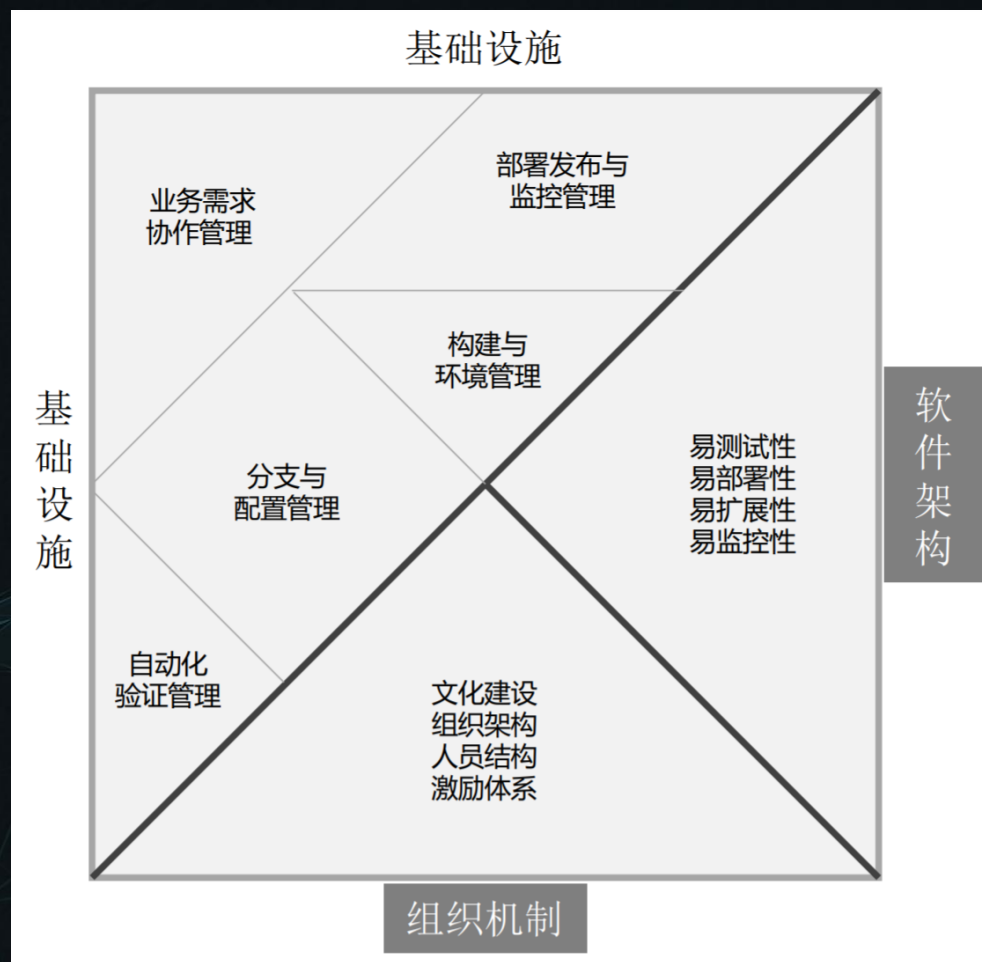 基础设施
业务需求
协作管理
部署发布与
监控管理
构建与
环境管理
基础设施
分支与
配置管理
易测试性
易部署性
易扩展性
易监控性
软件架构
自动化
验证管理
文化建设
组织架构
人员结构
激励体系
组织机制